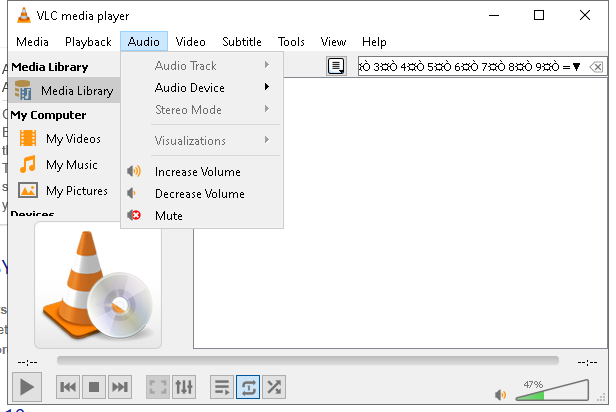 VLC media player
Media Playback Audio Video Subtitle Tools View Help
Media Library
Media Library
My Computer
My Videos
My Music
My Pictures
Devices
Audio Track
Audio Device
Stereo Mode
Visualizations
Increase Volume
Decrease Volume
Mute
3¤Ò 4¤Ò 5¤Ò 6¤Ò 7¤Ò 8¤Ò 9¤Ò =▼
--:-- --:--
47%